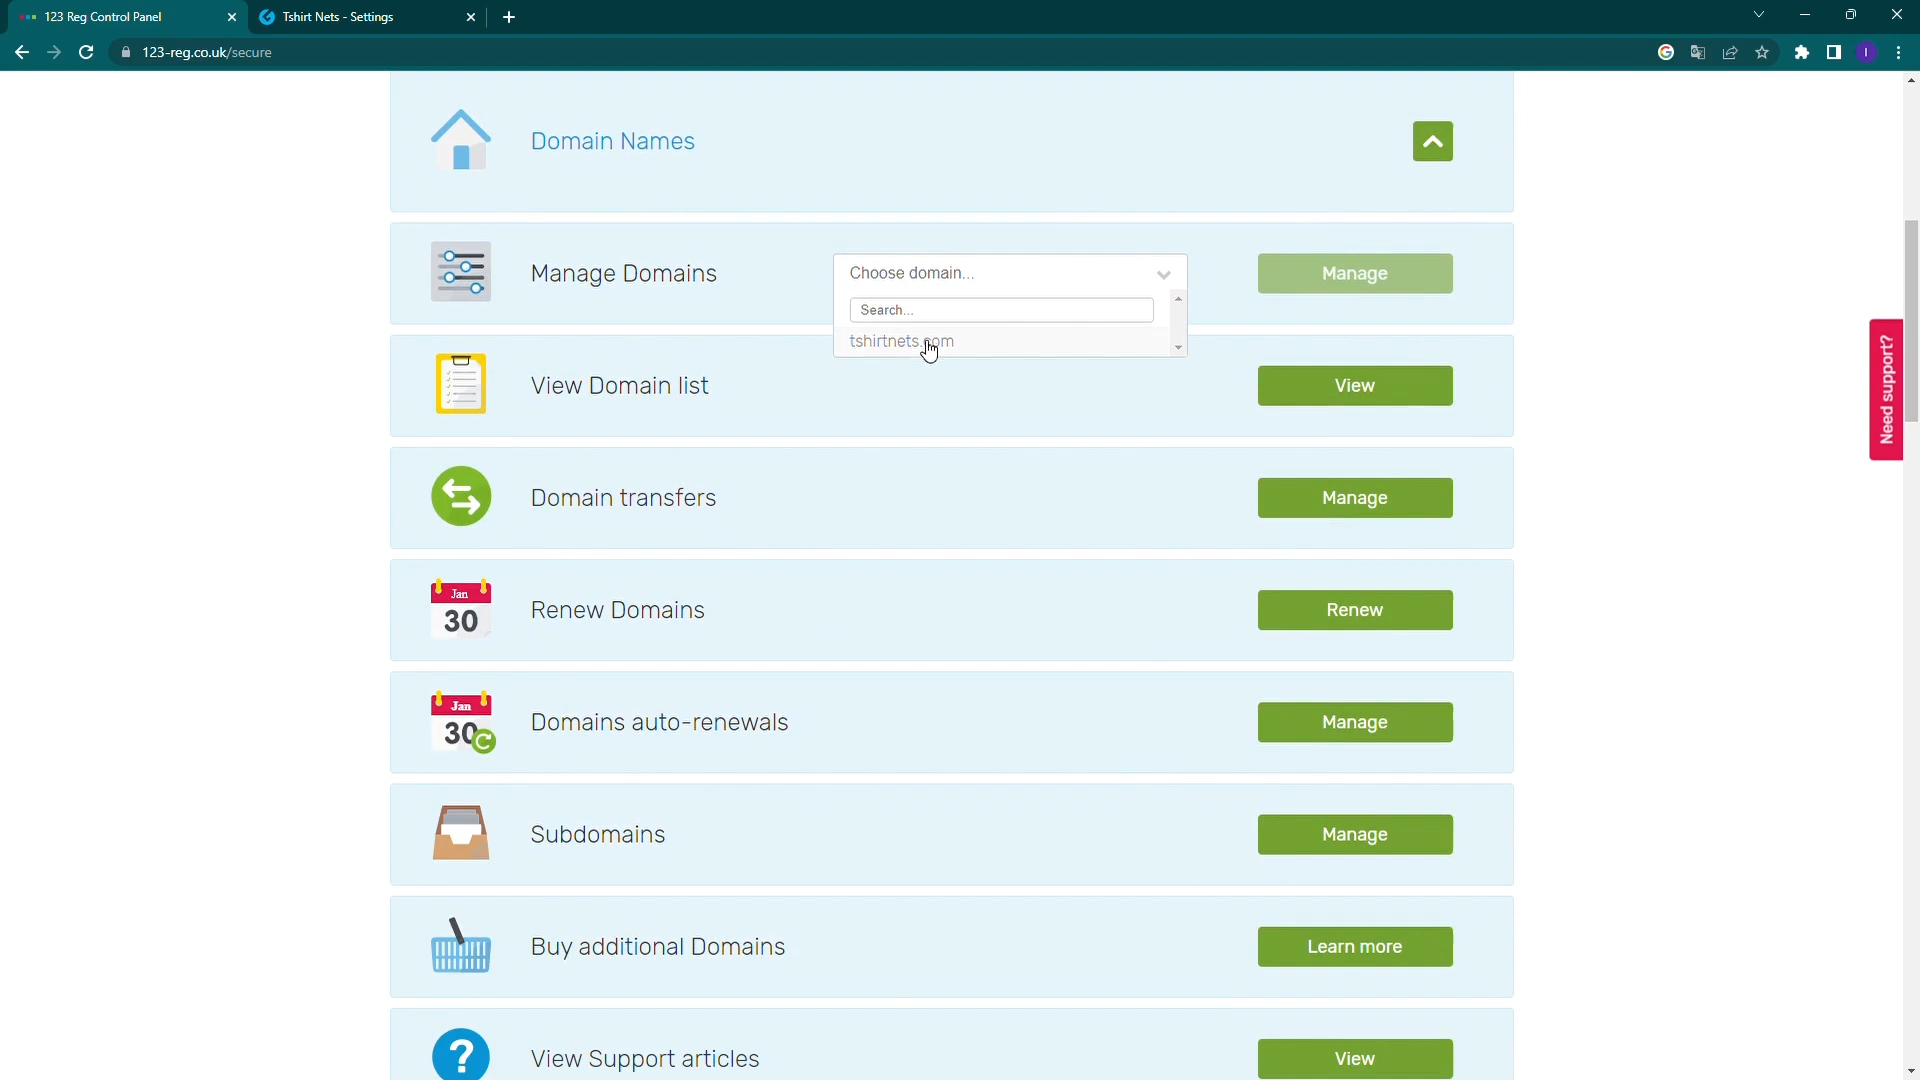 123 Reg Control Panel
Tshirt Nets - Settings
123-reg.co.uk/secure
I
Domain Names
Manage Domains
Choose domain...
Manage
Search...
tshirtnets.com
View Domain list
View
Need support?
Domain transfers
Manage
Jan
30
Renew Domains
Renew
Jan
30
Domains auto-renewals
Manage
Subdomains
Manage
Buy additional Domains
Learn more
?
View Support articles
View